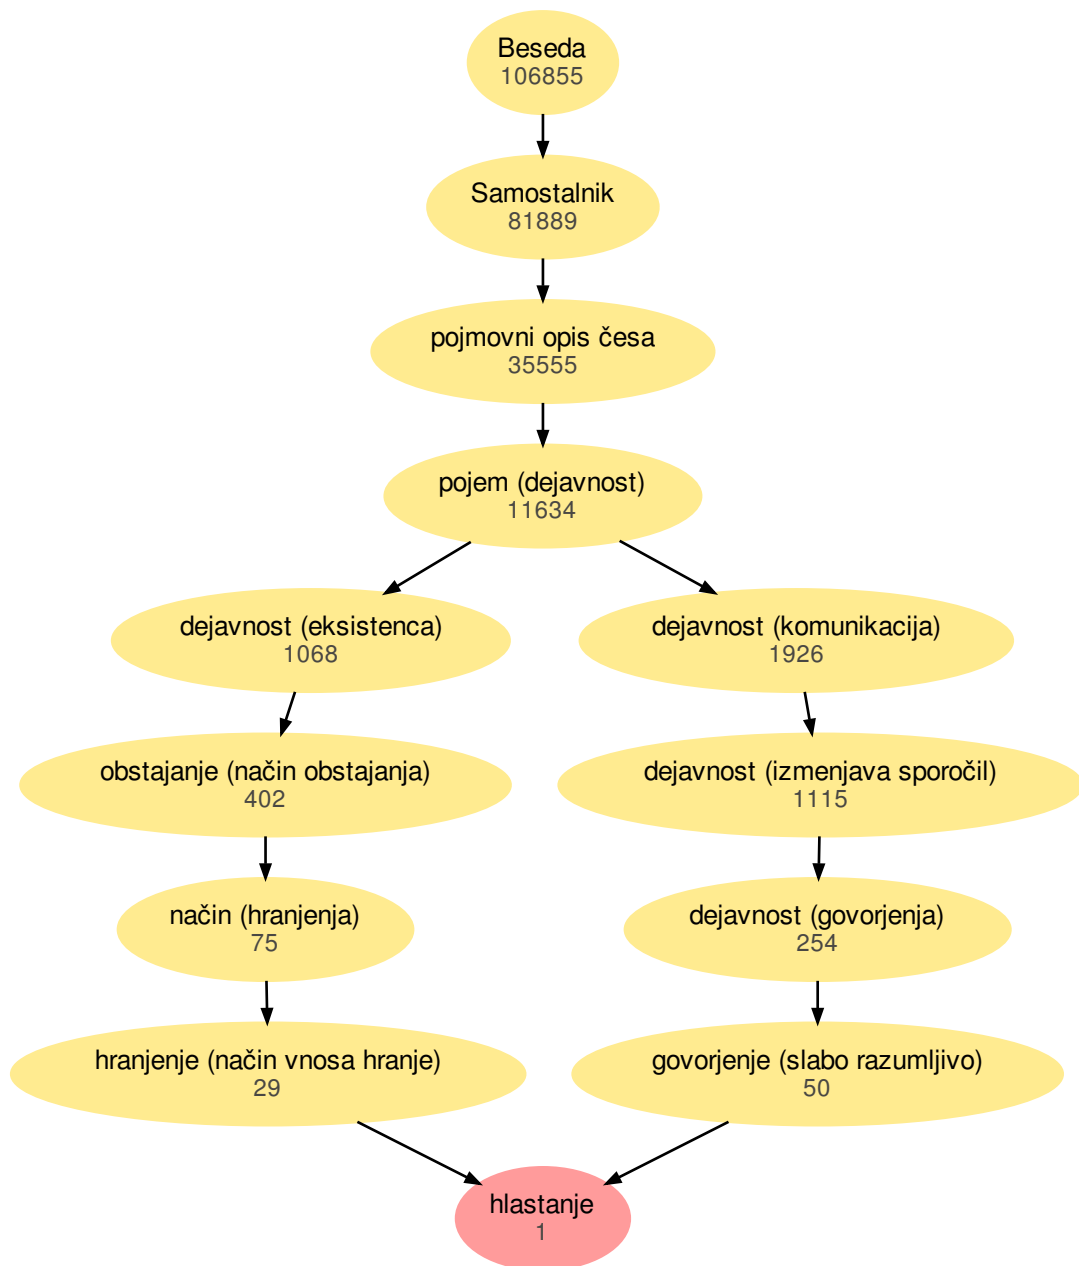 Beseda
106855
Samostalnik
81889
pojmovni opis česa
35555
pojem (dejavnost)
11634
dejavnost (eksistenca)
1068
dejavnost (komunikacija)
1926
obstajanje (način obstajanja)
402
dejavnost (izmenjava sporočil)
1115
način (hranjenja)
75
dejavnost (govorjenja)
254
hranjenje (način vnosa hranje)
29
govorjenje (slabo razumljivo)
50
hlastanje
1